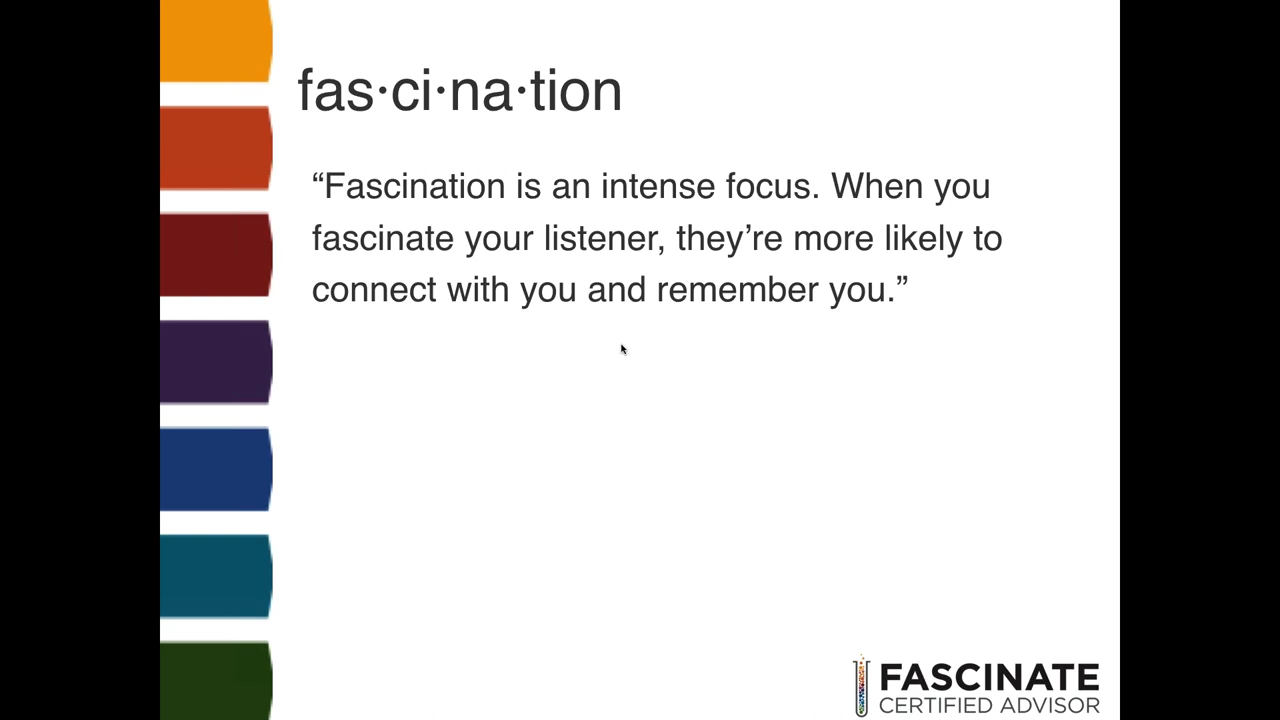 fas·ci·na·tion
“Fascination is an intense focus. When you
fascinate your listener, they’re more likely to
connect with you and remember you.”
FASCINATE
CERTIFIED ADVISOR